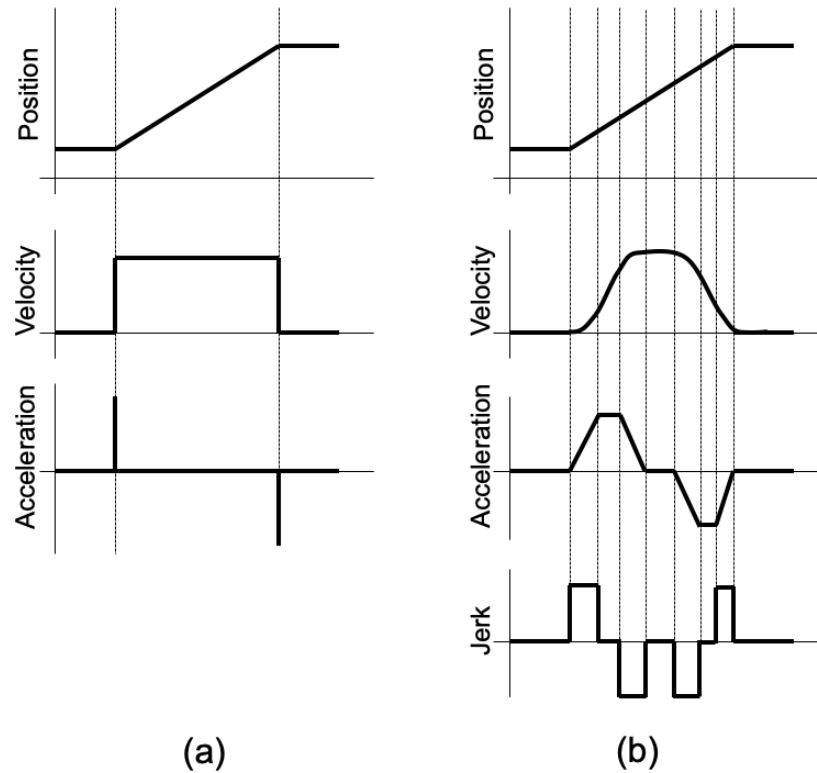 Position
Velocity
Acceleration
(a)
Position
Velocity
Acceleration
Jerk
(b)